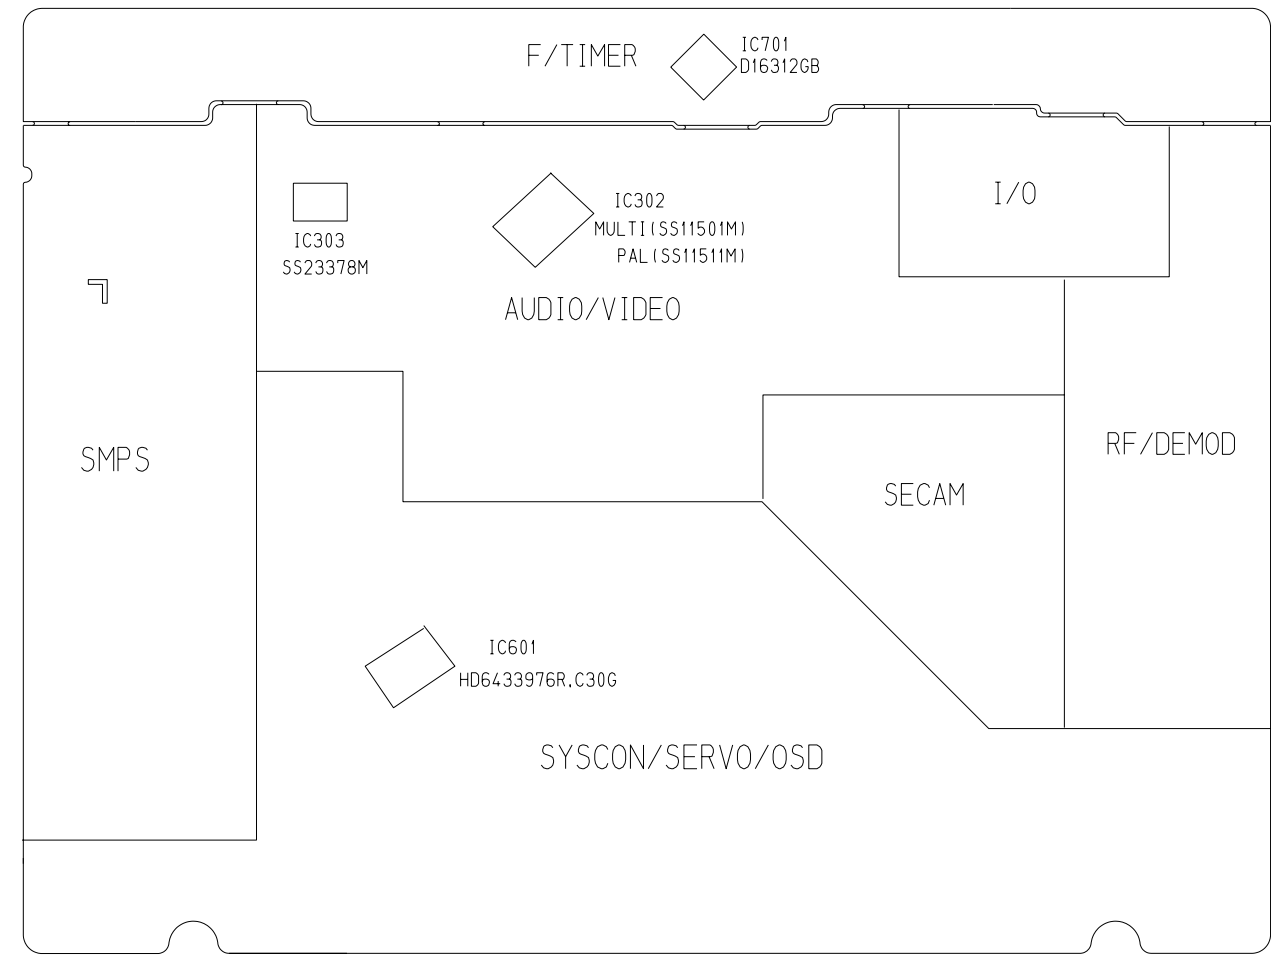 F/TIMER
IC701
D16312GB
I/O
IC302
MULTI(SS11501M)
PAL(SS11511M)
IC303
SS23378M
AUDIO/VIDEO
SMPS
RF/DEMOD
SECAM
IC601
HD6433976R,C30G
SYSCON/SERVO/OSD